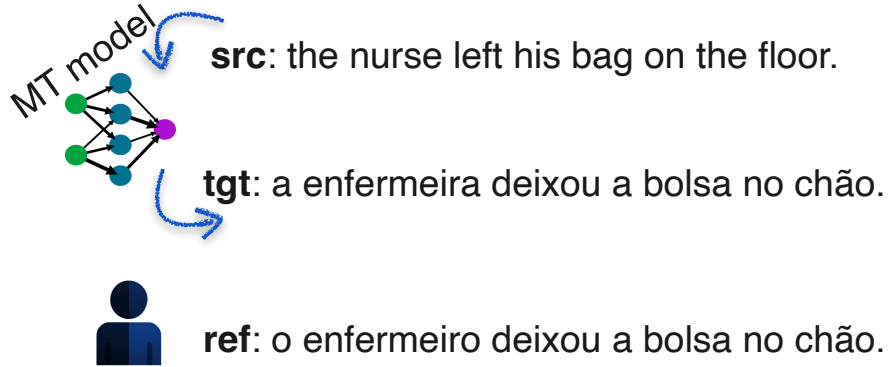 MT model
src: the nurse left his bag on the floor.
tgt: a enfermeira deixou a bolsa no chão.
ref: o enfermeiro deixou a bolsa no chão.